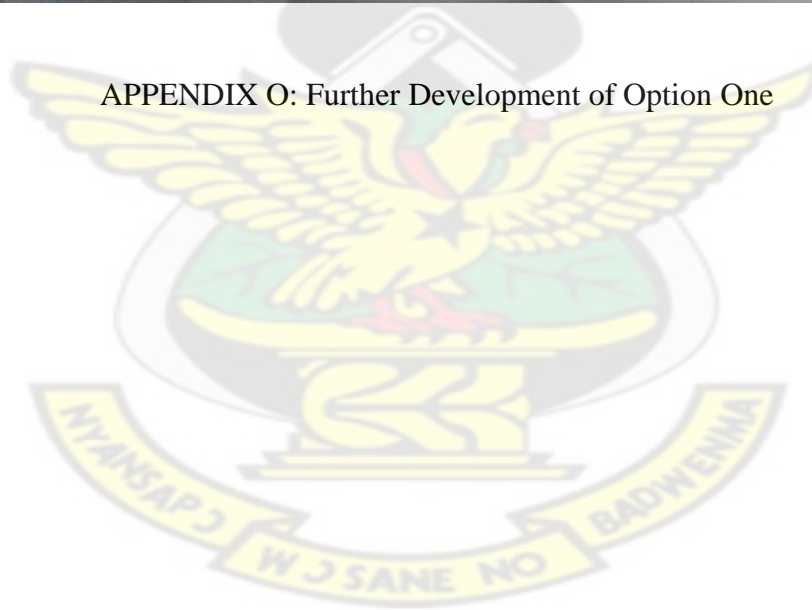 APPENDIX O: Further Development of Option One
NYANSAPƆ
WƆSANE NO
BADWENMA